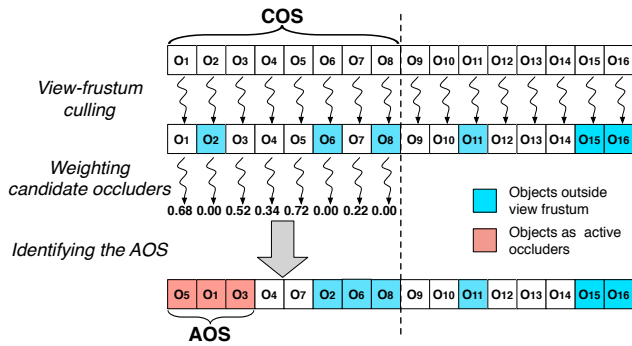 COS
O1 O2 O3 O4 O5 O6 O7 O8 O9 O10 O11 O12 O13 O14 O15 O16
View-frustum
culling
O1 O2 O3 O4 O5 O6 O7 O8 O9 O10 O11 O12 O13 O14 O15 O16
Weighting
candidate occluders
0.68 0.00 0.52 0.34 0.72 0.00 0.22 0.00
Objects outside
view frustum
Objects as active
occluders
Identifying the AOS
O5 O1 O3 O4 O7 O2 O6 O8 O9 O10 O11 O12 O13 O14 O15 O16
AOS